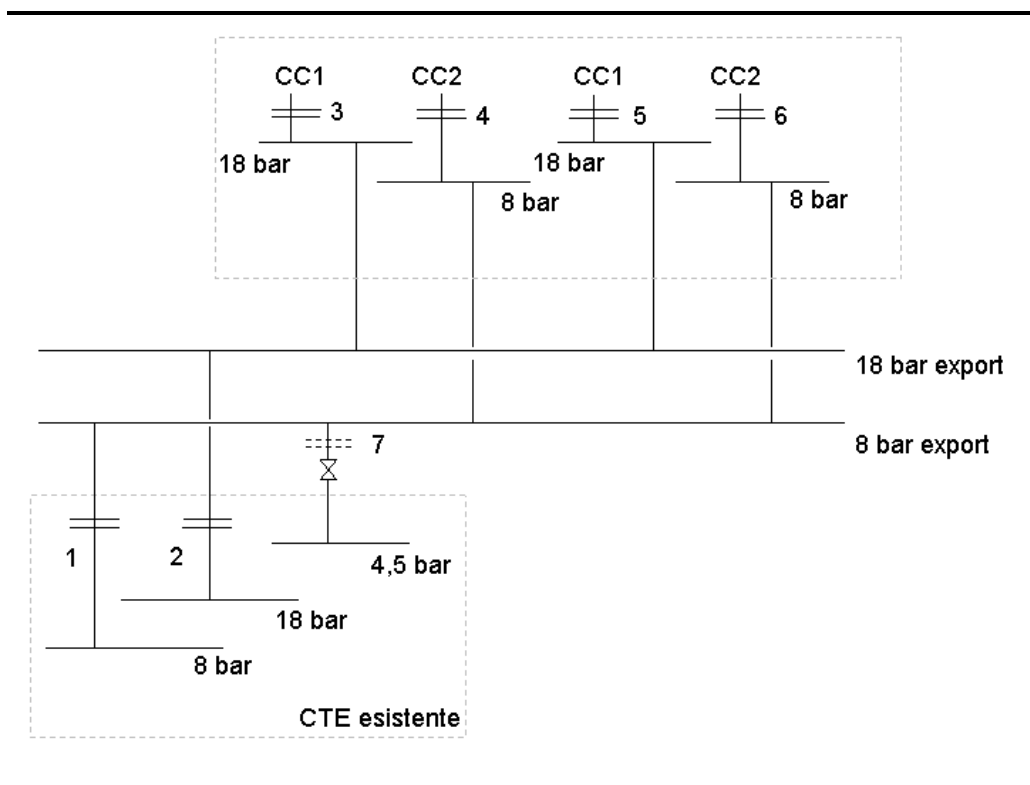 CC1 CC2 CC1 CC2
3 4 5 6
18 bar 18 bar
8 bar 8 bar
18 bar export
7 8 bar export
1 2 4,5 bar
18 bar
8 bar
CTE esistente